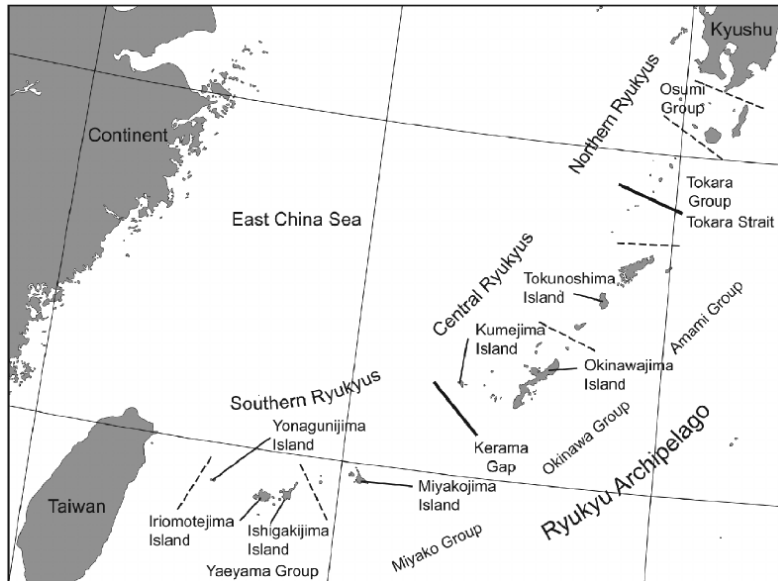 Kyushu
Osumi
Group
Northern Ryukyus
Continent
Tokara
Group
Tokara Strait
East China Sea
Central Ryukyus
Tokunoshima
Island
Amami Group
Kumejima
Island
Okinawajima
Island
Southern Ryukyus
Yonagunijima
Island
Kerama
Gap
Okinawa Group
Ryukyu Archipelago
Taiwan
Iriomotejima
Island
Ishigakijima
Island
Miyakojima
Island
Miyako Group
Yaeyama Group